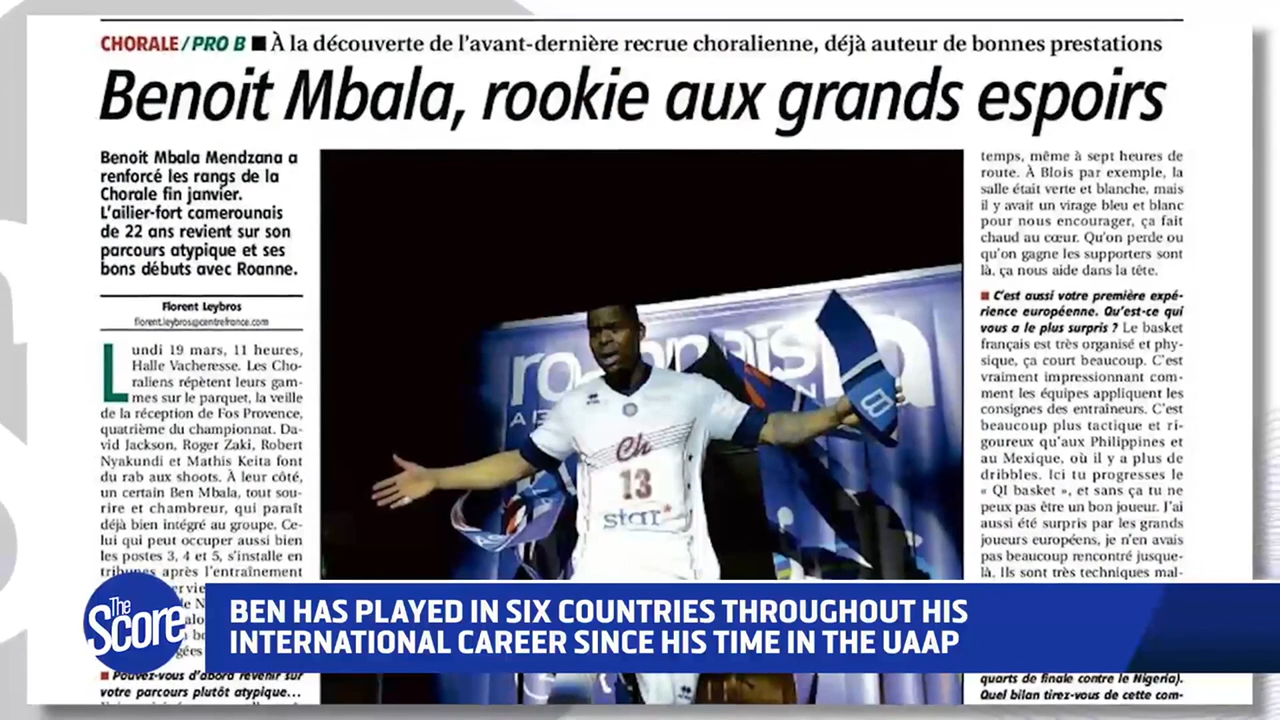 CHORALE/PRO B ■ À la découverte de l'avant-dernière recrue choralienne, déjà auteur de bonnes prestations
Benoit Mbala, rookie aux grands espoirs
Benoit Mbala Mendzana a
renforcé les rangs de la
Chorale fin janvier.
L'ailier-fort camerounais
de 22 ans revient sur son
parcours atypique et ses
bons débuts avec Roanne.
Florent Leybros
florent.leybros@centrefrance.com
Lundi 19 mars, 11 heures,
Halle Vacheresse. Les Cho-
raliens répètent leurs gam-
mes sur le parquet, la veille
de la réception de Fos Provence,
quatrième du championnat. Da-
vid Jackson, Roger Zaki, Robert
Nyakundi et Mathis Keita font
du rab aux shoots. À leur côté,
un certain Ben Mbala, tout sou-
rire et chambreur, qui paraît
déjà bien intégré au groupe. Ce-
lui qui peut occuper aussi bien
les postes 3, 4 et 5, s'installe en
tribunes après l'entraînement
■ Pouvez-vous d'abord revenir sur
votre parcours plutôt atypique...
Ch
13
star*
8
temps, même à sept heures de
route. À Blois par exemple, la
salle était verte et blanche, mais
il y avait un virage bleu et blanc
pour nous encourager, ça fait
chaud au cœur. Qu'on perde ou
qu'on gagne les supporters sont
là, ça nous aide dans la tête.
■ C'est aussi votre première expé-
rience européenne. Qu'est-ce qui
vous a le plus surpris ? Le basket
français est très organisé et phy-
sique, ça court beaucoup. C'est
vraiment impressionnant com-
ment les équipes appliquent les
consignes des entraîneurs. C'est
beaucoup plus tactique et ri-
goureux qu'aux Philippines et
au Mexique, où il y a plus de
dribbles. Ici tu progresses le
« QI basket », et sans ça tu ne
peux pas être un bon joueur. J'ai
aussi été surpris par les grands
joueurs européens, je n'en avais
pas beaucoup rencontré jusque-
là. Ils sont très techniques mal-
quarts de finale contre le Nigeria).
Quel bilan tirez-vous de cette com-
The Score
BEN HAS PLAYED IN SIX COUNTRIES THROUGHOUT HIS
INTERNATIONAL CAREER SINCE HIS TIME IN THE UAAP